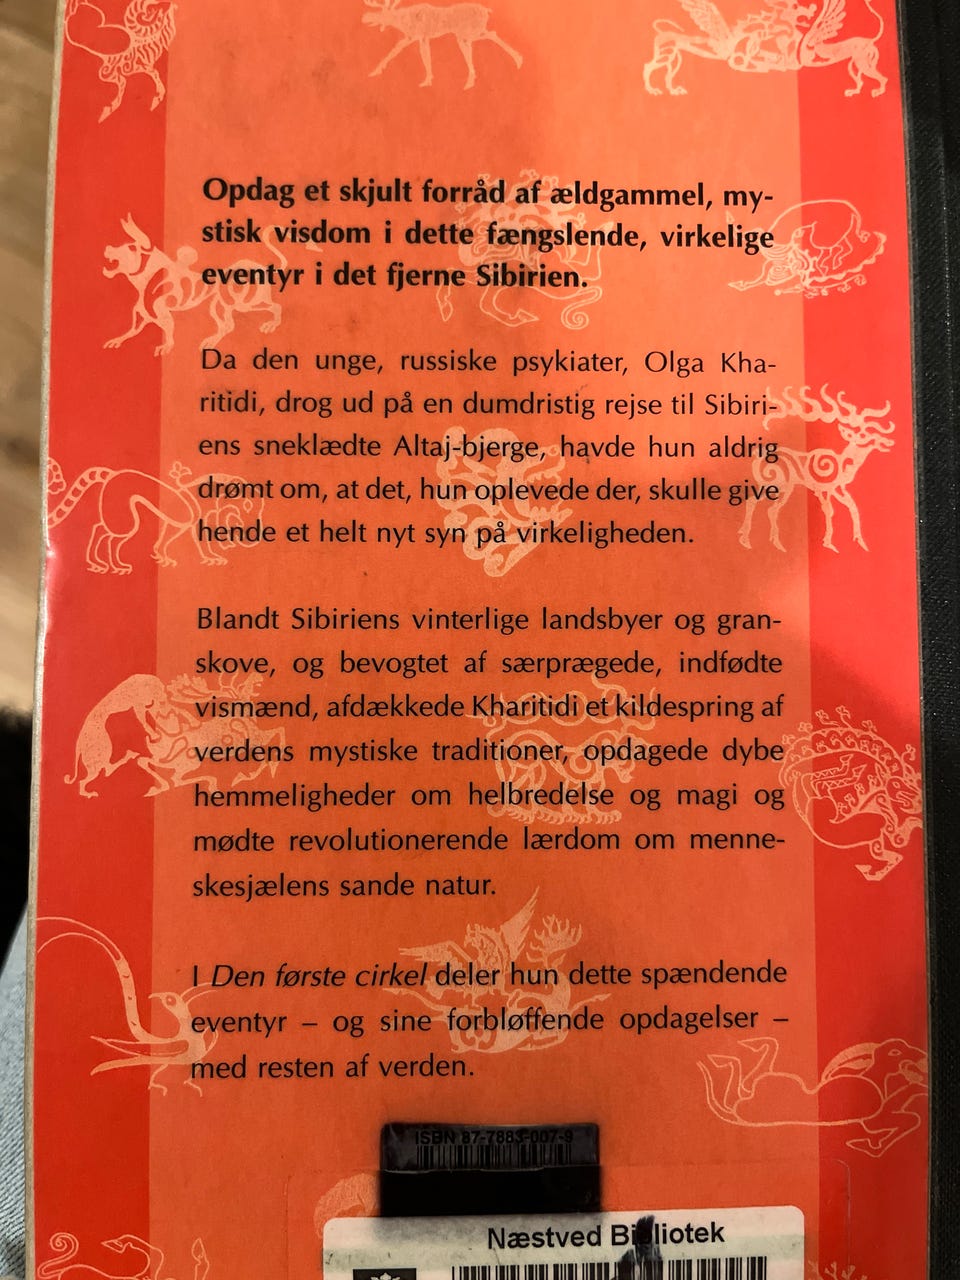 Opdag et skjult forråd af ældgammel, my-
stisk visdom i dette fængslende, virkelige
eventyr i det fjerne Sibirien.
Da den unge, russiske psykiater, Olga Kha-
ritidi, drog ud på en dumdristig rejse til Sibiri-
ens sneklædte Altaj-bjerge, havde hun aldrig
drømt om, at det, hun oplevede der, skulle give
hende et helt nyt syn på virkeligheden.
Blandt Sibiriens vinterlige landsbyer og gran-
skove, og bevogtet af særprægede, indfødte
vismænd, afdækkede Kharitidi et kildespring af
verdens mystiske traditioner, opdagede dybe
hemmeligheder om helbredelse og magi og
mødte revolutionerende lærdom om menne-
skesjælens sande natur.
I Den første cirkel deler hun dette spændende
eventyr – og sine forbløffende opdagelser –
med resten af verden.
ISBN 87-7883-007-9
Næstved Bibliotek